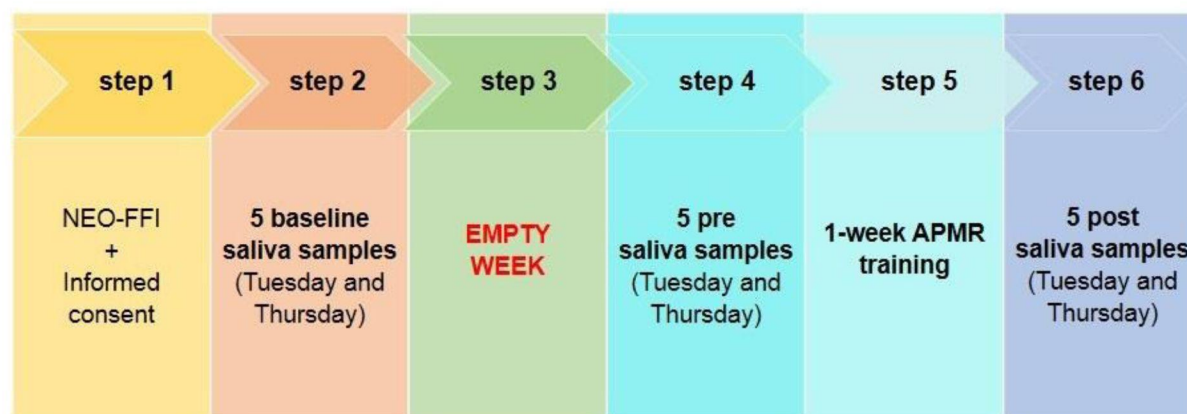 step 1
step 2
step 3
step 4
step 5
step 6
NEO-FFI
+
Informed
consent
5 baseline
saliva samples
(Tuesday and
Thursday)
EMPTY
WEEK
5 pre
saliva samples
(Tuesday and
Thursday)
1-week APMR
training
5 post
saliva samples
(Tuesday and
Thursday)